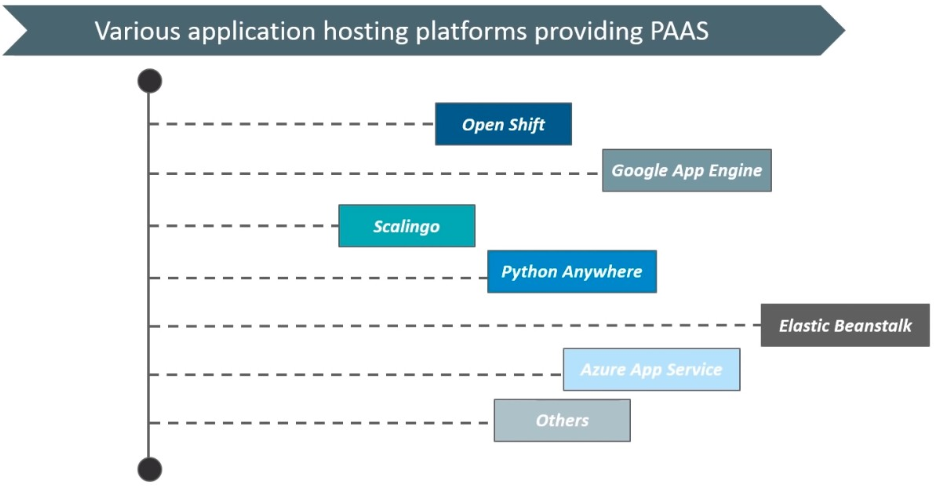 Various application hosting platforms providing PAAS
Open Shift
Google App Engine
Scalingo
Python Anywhere
Elastic Beanstalk
Azure App Service
Others